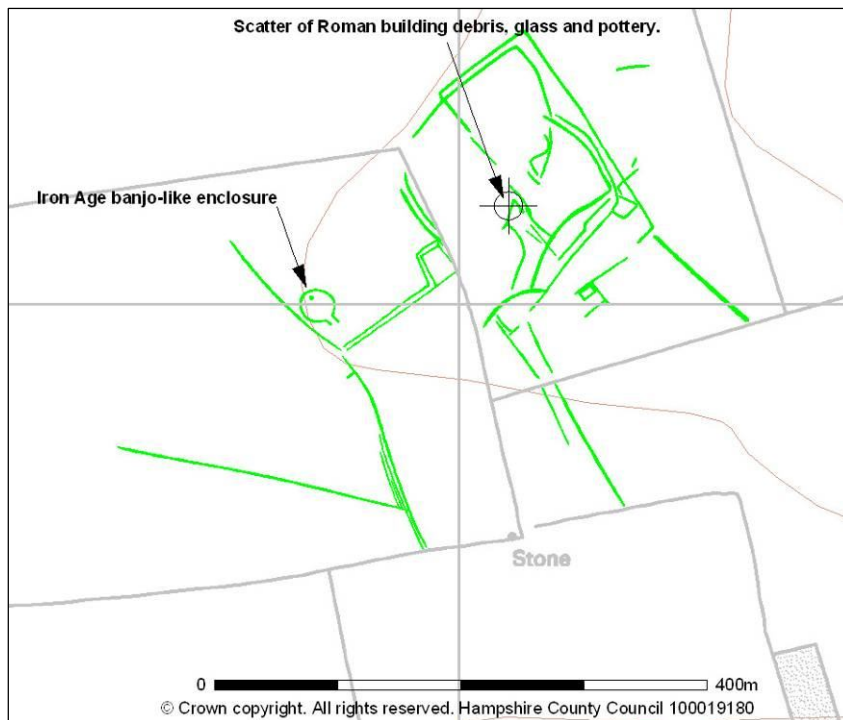 Scatter of Roman building debris, glass and pottery.
Iron Age banjo-like enclosure
Stone
0 400m
© Crown copyright. All rights reserved. Hampshire County Council 100019180